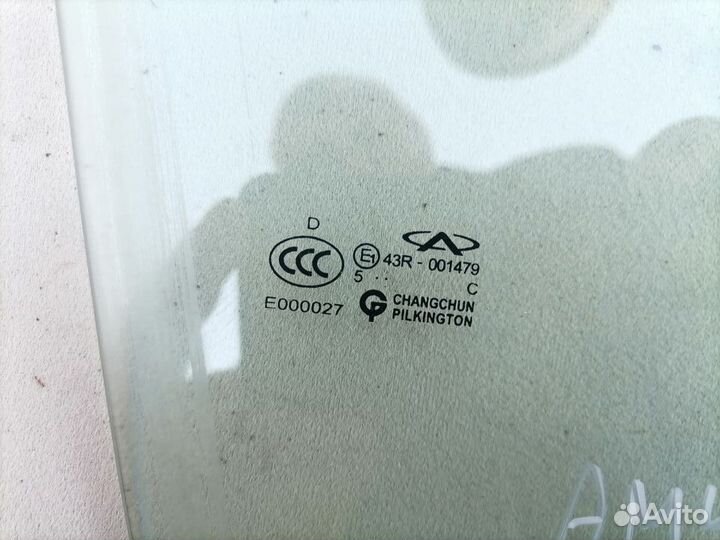 D
CCC E1 43R - 001479
5 .. C
E000027 CHANGCHUN
PILKINGTON
Avito